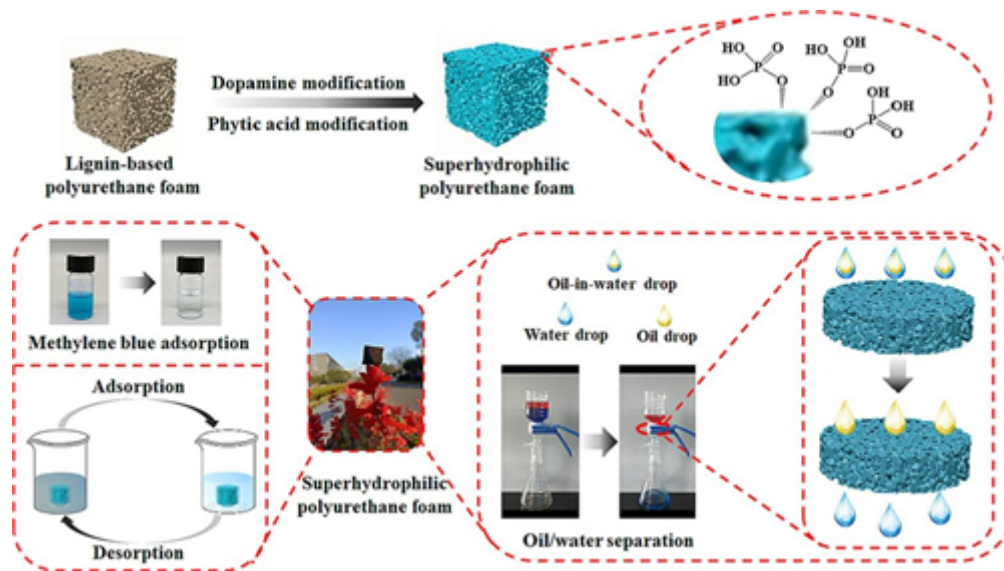 Dopamine modification
Phytic acid modification
Lignin-based
polyurethane foam
Superhydrophilic
polyurethane foam
HO
O
P
HO
O
HO
OH
P
O
O
OH
OH
P
O
O
Methylene blue adsorption
Adsorption
Desorption
Superhydrophilic
polyurethane foam
Oil-in-water drop
Water drop
Oil drop
Oil/water separation